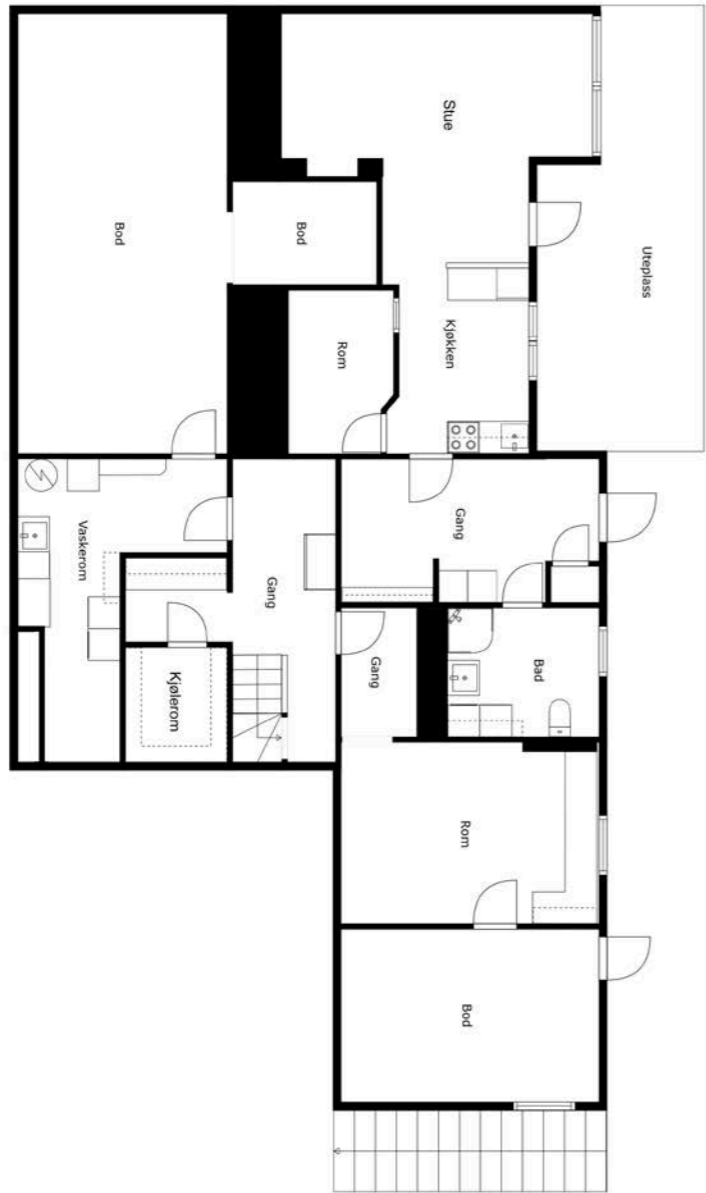 Stue
Uteplass
Bod
Bod
Kjøkken
Rom
Vaskerom
Gang
Gang
Bad
Gang
Kjølerom
Rom
Bod